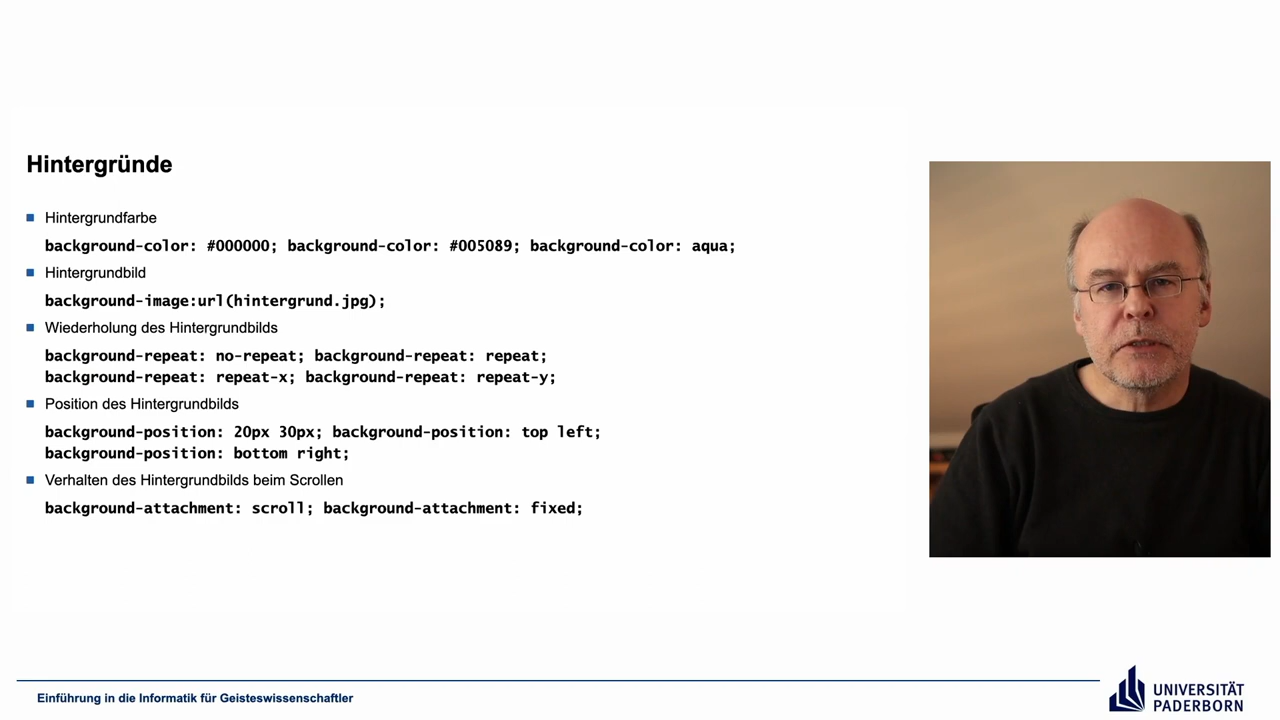 Hintergründe
Hintergrundfarbe
background-color: #000000; background-color: #005089; background-color: aqua;
Hintergrundbild
background-image:url(hintergrund.jpg);
Wiederholung des Hintergrundbilds
background-repeat: no-repeat; background-repeat: repeat;
background-repeat: repeat-x; background-repeat: repeat-y;
Position des Hintergrundbilds
background-position: 20px 30px; background-position: top left;
background-position: bottom right;
Verhalten des Hintergrundbilds beim Scrollen
background-attachment: scroll; background-attachment: fixed;
Einführung in die Informatik für Geisteswissenschaftler
UNIVERSITÄT
PADERBORN